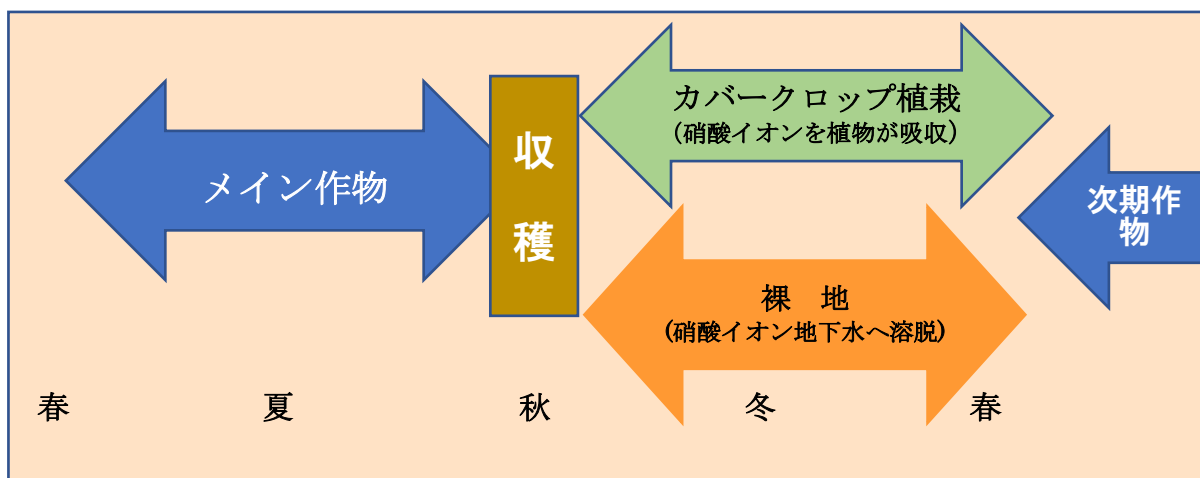 メイン作物
収
穫
カバークロップ植栽
(硝酸イオンを植物が吸収)
裸　地
(硝酸イオン地下水へ溶脱)
次期作
物
春　夏　秋　冬　春